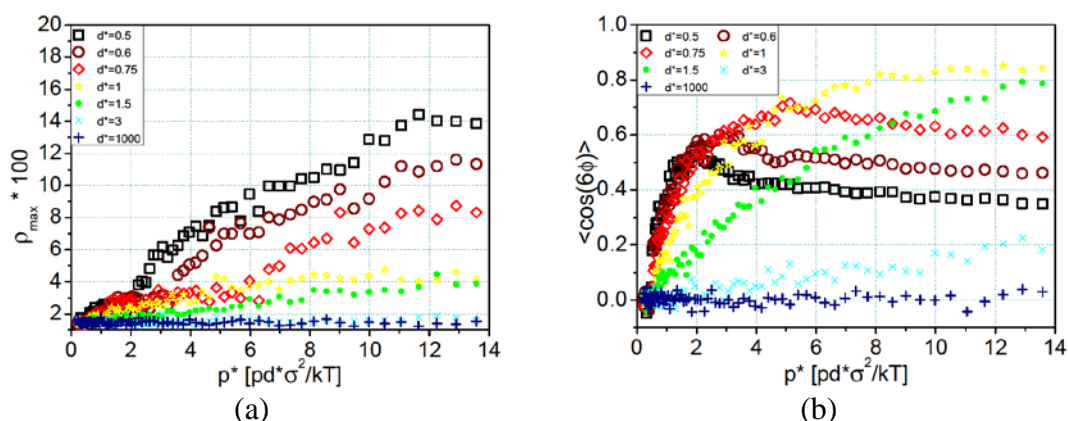 20
18
16
14
12
10
8
6
4
2
ρmax * 100
d*=0.5
d*=0.6
d*=0.75
d*=1
d*=1.5
d*=3
d*=1000
0 2 4 6 8 10 12 14
p* [pd*σ²/kT]
(a)
1.0
0.8
0.6
0.4
0.2
0.0
<cos(6ϕ)>
d*=0.5 d*=0.6
d*=0.75 d*=1
d*=1.5 d*=3
d*=1000
0 2 4 6 8 10 12 14
p* [pd*σ²/kT]
(b)